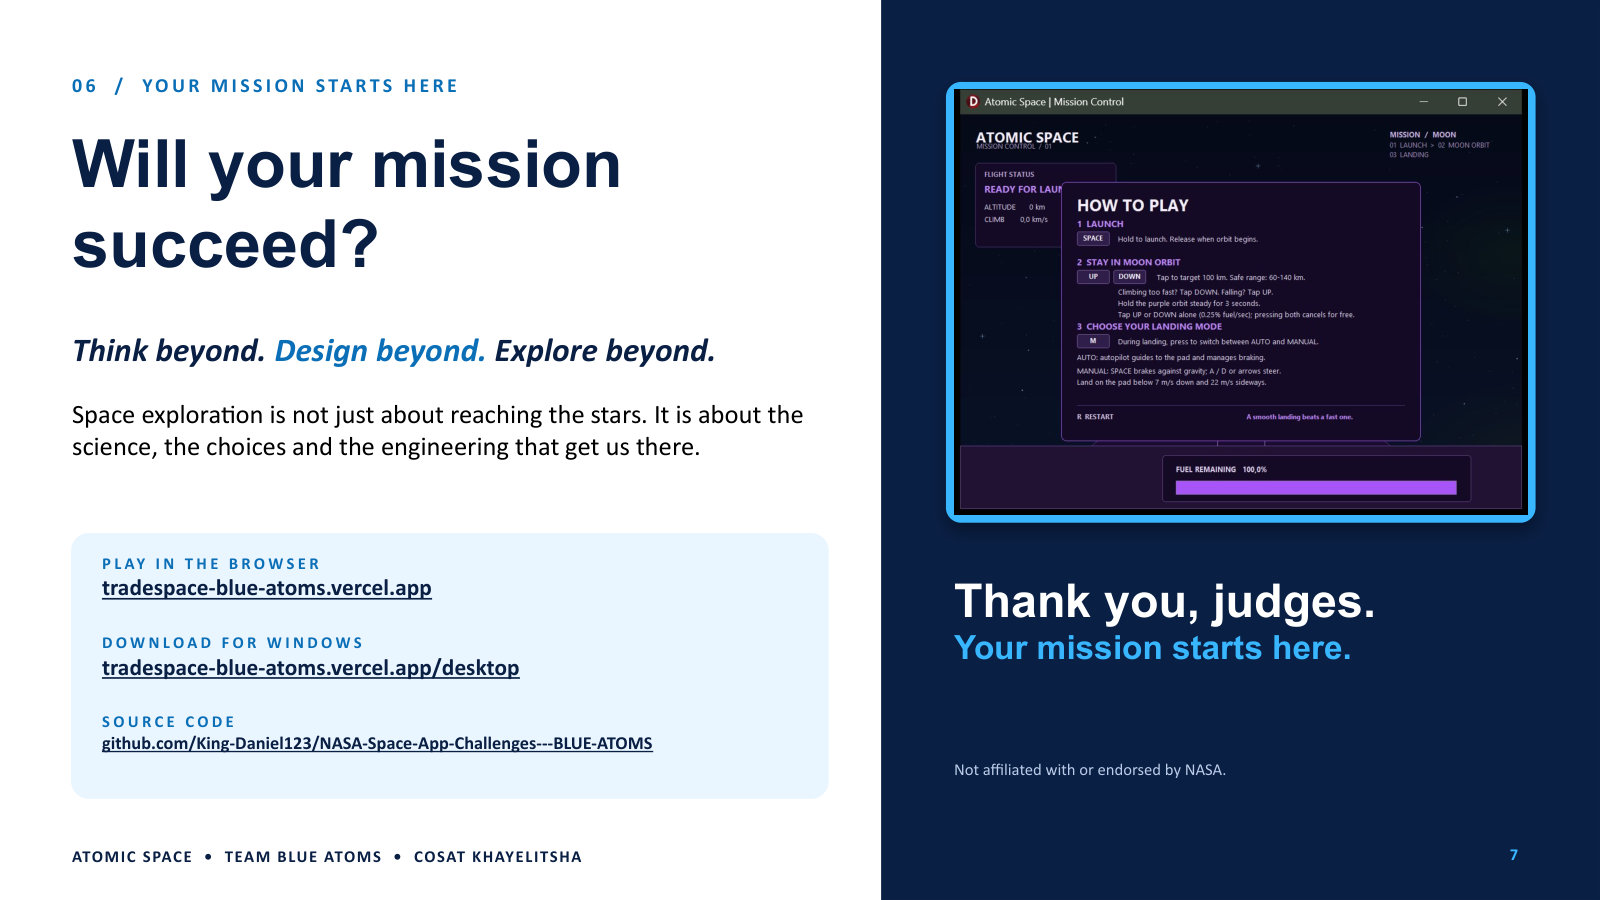 06 / YOUR MISSION STARTS HERE
Will your mission
succeed?
Think beyond. Design beyond. Explore beyond.
Space exploration is not just about reaching the stars. It is about the
science, the choices and the engineering that get us there.
PLAY IN THE BROWSER
tradespace-blue-atoms.vercel.app
DOWNLOAD FOR WINDOWS
tradespace-blue-atoms.vercel.app/desktop
SOURCE CODE
github.com/King-Daniel123/NASA-Space-App-Challenges---BLUE-ATOMS
ATOMIC SPACE • TEAM BLUE ATOMS • COSAT KHAYELITSHA
D Atomic Space | Mission Control
ATOMIC SPACE
MISSION CONTROL / 01
MISSION / MOON
01 LAUNCH > 02 MOON ORBIT
03 LANDING
FLIGHT STATUS
READY FOR LAUN
ALTITUDE 0 km
CLIMB 0,0 km/s
HOW TO PLAY
1 LAUNCH
SPACE Hold to launch. Release when orbit begins.
2 STAY IN MOON ORBIT
UP DOWN Tap to target 100 km. Safe range: 60-140 km.
Climbing too fast? Tap DOWN. Falling? Tap UP.
Hold the purple orbit steady for 3 seconds.
Tap UP or DOWN alone (0.25% fuel/sec); pressing both cancels for free.
3 CHOOSE YOUR LANDING MODE
M During landing, press to switch between AUTO and MANUAL.
AUTO: autopilot guides to the pad and manages braking.
MANUAL: SPACE brakes against gravity; A / D or arrows steer.
Land on the pad below 7 m/s down and 22 m/s sideways.
R RESTART A smooth landing beats a fast one.
FUEL REMAINING 100,0%
Thank you, judges.
Your mission starts here.
Not affiliated with or endorsed by NASA.
7